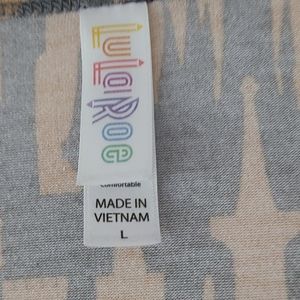 LuLaRoe
comfortable
MADE IN
VIETNAM
L